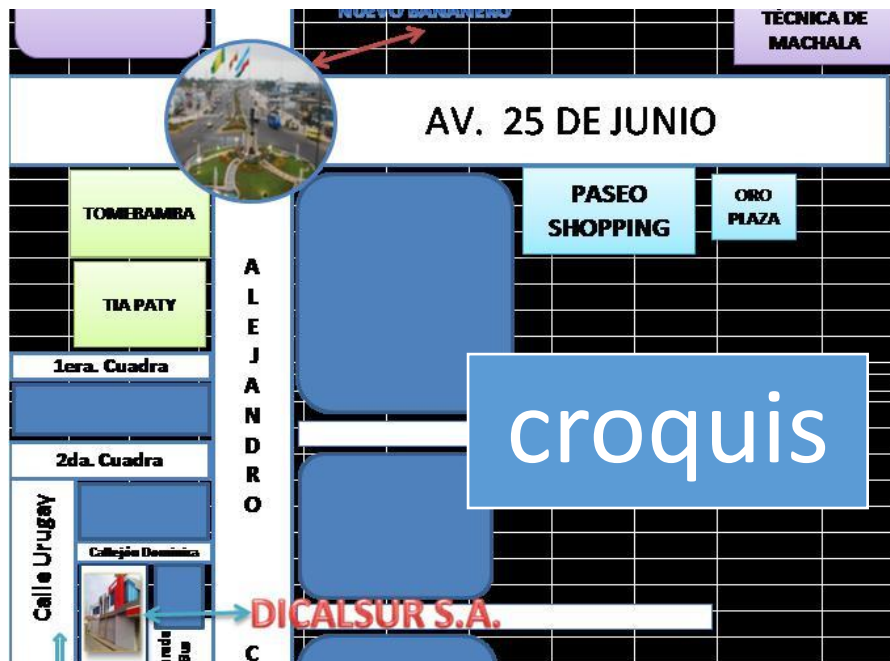 NUEVO BANANERO
TÉCNICA DE
MACHALA
AV. 25 DE JUNIO
TOMEBAMBA
PASEO
SHOPPING
ORO
PLAZA
TIA PATY
ALEJANDRO
1era. Cuadra
croquis
2da. Cuadra
Calle Urugay
Callejón Dominica
DICALSUR S.A.
C